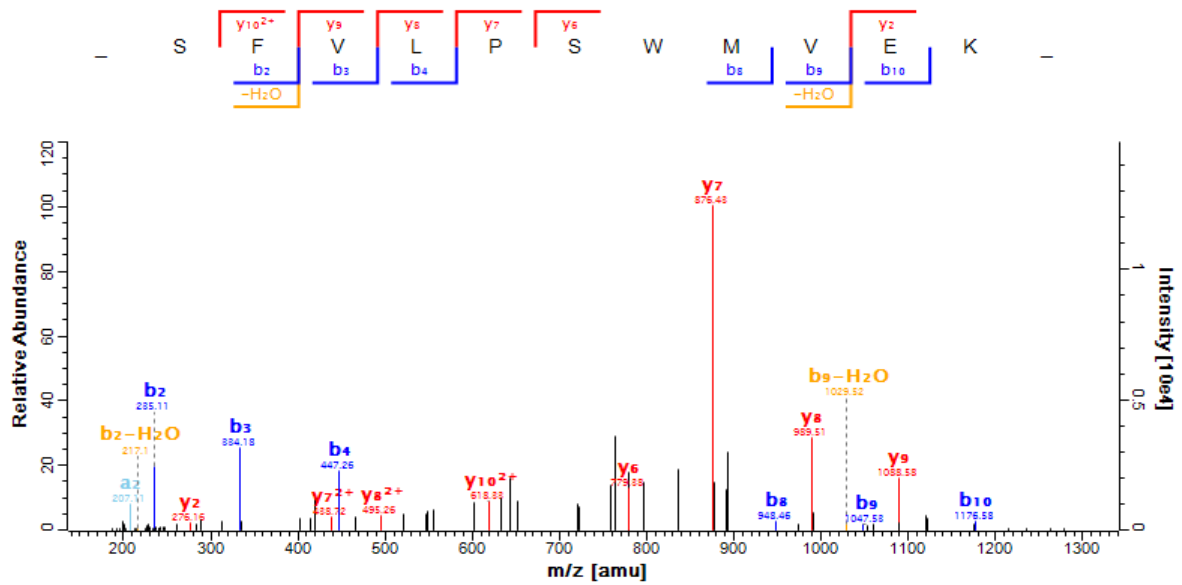 y10²⁺ y9 y8 y7 y6 y2
_ S F V L P S W M V E K _
b2 b3 b4 b8 b9 b10
−H₂O −H₂O
120
100
80
60
40
20
0
Relative Abundance
y7
876.43
b9−H₂O
1029.52
b2
235.11
b3
334.18
b2−H₂O
217.1
b4
447.26
y8
989.51
y9
1088.58
a2
207.11
y2
276.16
y7²⁺
438.72
y8²⁺
495.26
y10²⁺
618.33
y6
779.38
b8
948.46
b9
1047.53
b10
1176.58
1
0.5
0
Intensity [10e4]
200 300 400 500 600 700 800 900 1000 1100 1200 1300
m/z [amu]